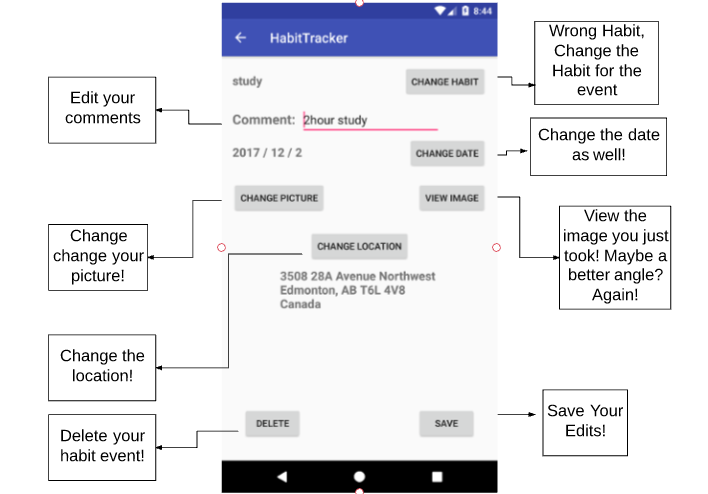 8:44
HabitTracker
study
CHANGE HABIT
Comment: 2hour study
2017 / 12 / 2
CHANGE DATE
CHANGE PICTURE
VIEW IMAGE
CHANGE LOCATION
3508 28A Avenue Northwest
Edmonton, AB T6L 4V8
Canada
DELETE
SAVE
Edit your
comments
Change
change your
picture!
Change the
location!
Delete your
habit event!
Wrong Habit,
Change the
Habit for the
event
Change the date
as well!
View the
image you just
took! Maybe a
better angle?
Again!
Save Your
Edits!